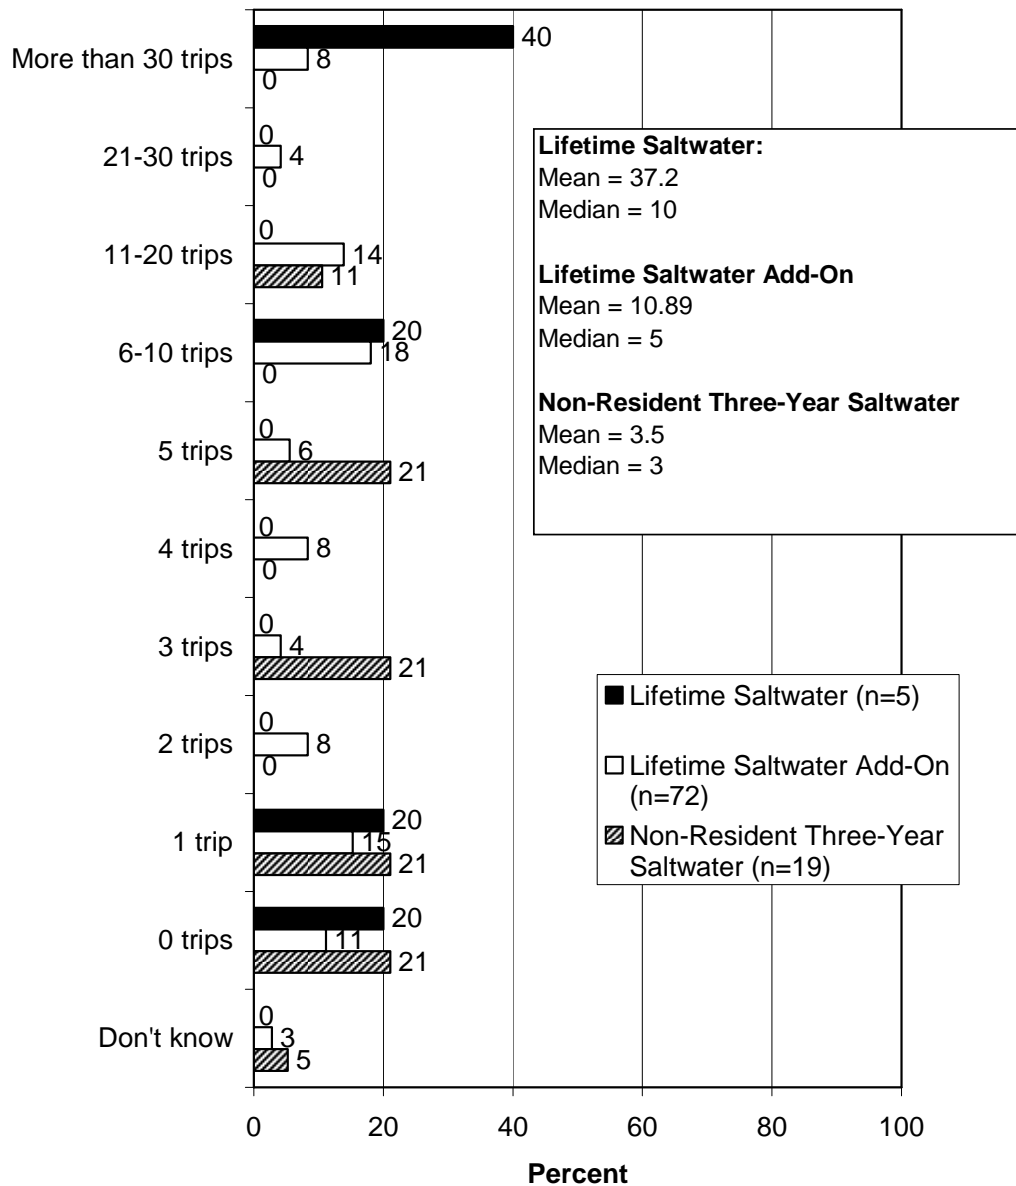 More than 30 trips
40
8
0
21-30 trips
0
4
0
11-20 trips
0
14
11
6-10 trips
20
18
0
5 trips
0
6
21
4 trips
0
8
0
3 trips
0
4
21
2 trips
0
8
0
1 trip
20
15
21
0 trips
20
11
21
Don't know
0
3
5
0 20 40 60 80 100
Percent
Lifetime Saltwater:
Mean = 37.2
Median = 10
Lifetime Saltwater Add-On
Mean = 10.89
Median = 5
Non-Resident Three-Year Saltwater
Mean = 3.5
Median = 3
Lifetime Saltwater (n=5)
Lifetime Saltwater Add-On
(n=72)
Non-Resident Three-Year
Saltwater (n=19)